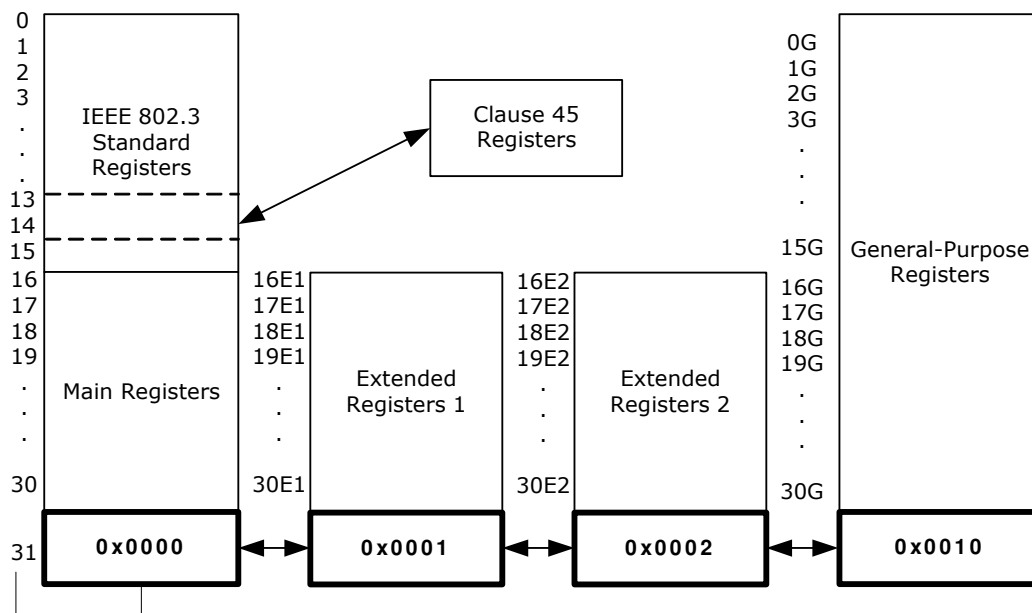 0
1
2
3
.
.
.
13
14
15
16
17
18
19
.
.
.
30
31
IEEE 802.3
Standard
Registers
Main Registers
0x0000
Clause 45
Registers
16E1
17E1
18E1
19E1
.
.
.
30E1
Extended
Registers 1
0x0001
16E2
17E2
18E2
19E2
.
.
.
30E2
Extended
Registers 2
0x0002
0G
1G
2G
3G
.
.
.
15G
16G
17G
18G
19G
.
.
.
30G
General-Purpose
Registers
0x0010